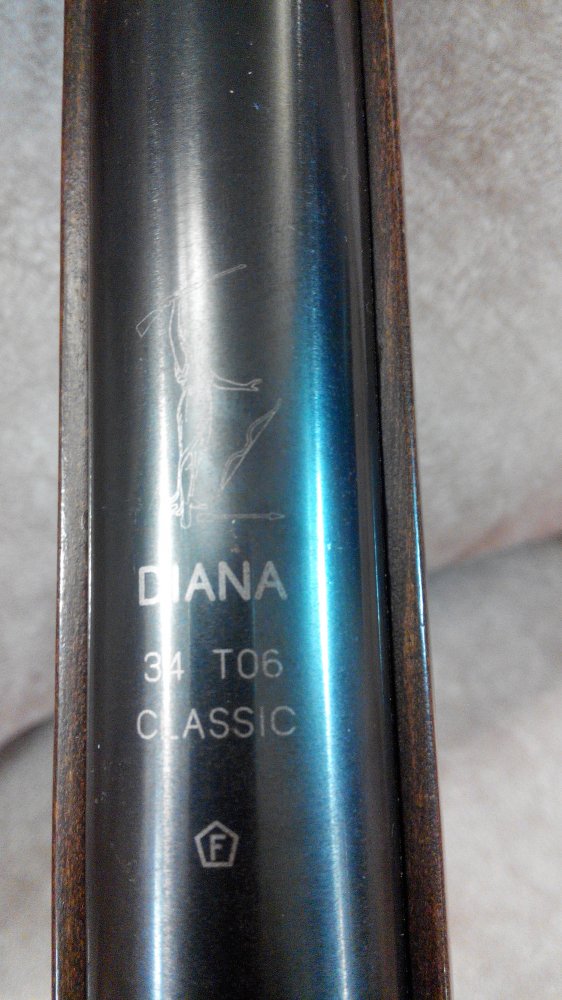 DIANA
34 T06
CLASSIC
F